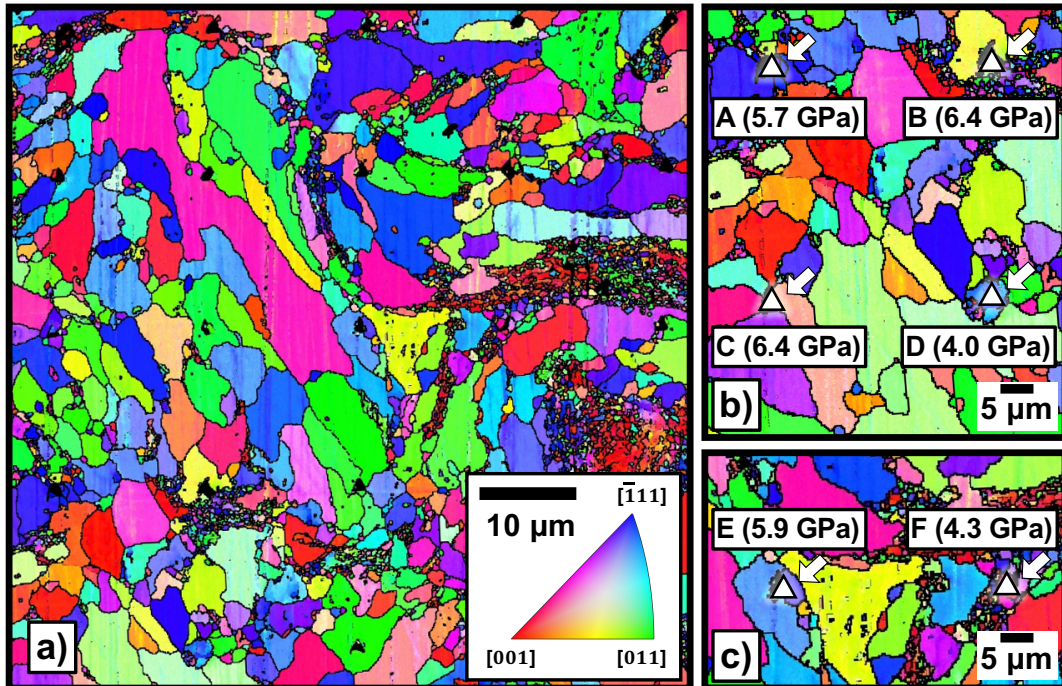 a)
10 µm
[1̅11]
[001]
[011]
A (5.7 GPa)
B (6.4 GPa)
C (6.4 GPa)
D (4.0 GPa)
b)
5 µm
E (5.9 GPa)
F (4.3 GPa)
c)
5 µm